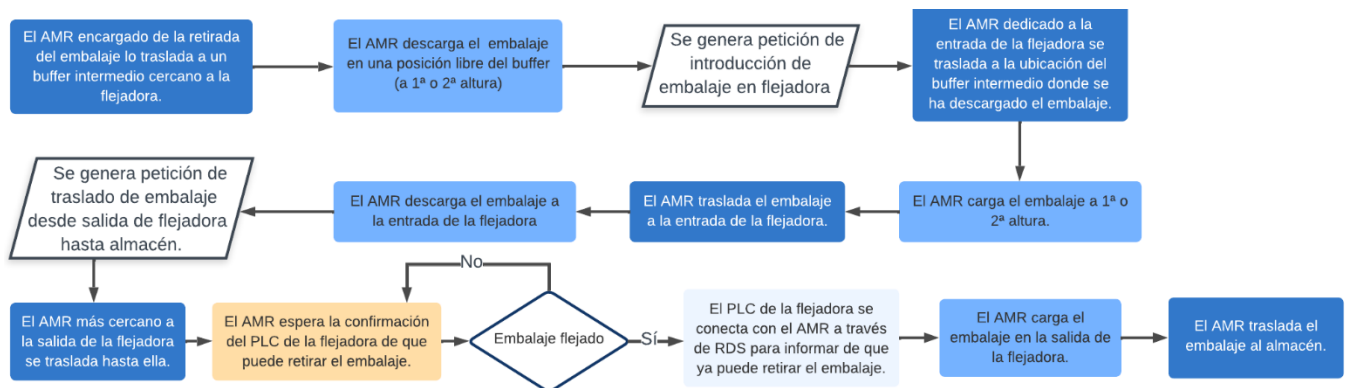 El AMR encargado de la retirada
del embalaje lo traslada a un
buffer intermedio cercano a la
flejadora.
El AMR descarga el embalaje
en una posición libre del buffer
(a 1ª o 2ª altura)
Se genera petición de
introducción de
embalaje en flejadora
El AMR dedicado a la
entrada de la flejadora se
traslada a la ubicación del
buffer intermedio donde se
ha descargado el embalaje.
El AMR carga el embalaje a 1ª o
2ª altura.
El AMR traslada el embalaje
a la entrada de la flejadora.
El AMR descarga el embalaje a
la entrada de la flejadora
Se genera petición de
traslado de embalaje
desde salida de flejadora
hasta almacén.
El AMR más cercano a
la salida de la flejadora
se traslada hasta ella.
El AMR espera la confirmación
del PLC de la flejadora de que
puede retirar el embalaje.
Embalaje flejado
No
Sí
El PLC de la flejadora se
conecta con el AMR a través
de RDS para informar de que
ya puede retirar el embalaje.
El AMR carga el
embalaje en la salida de
la flejadora.
El AMR traslada el
embalaje al almacén.